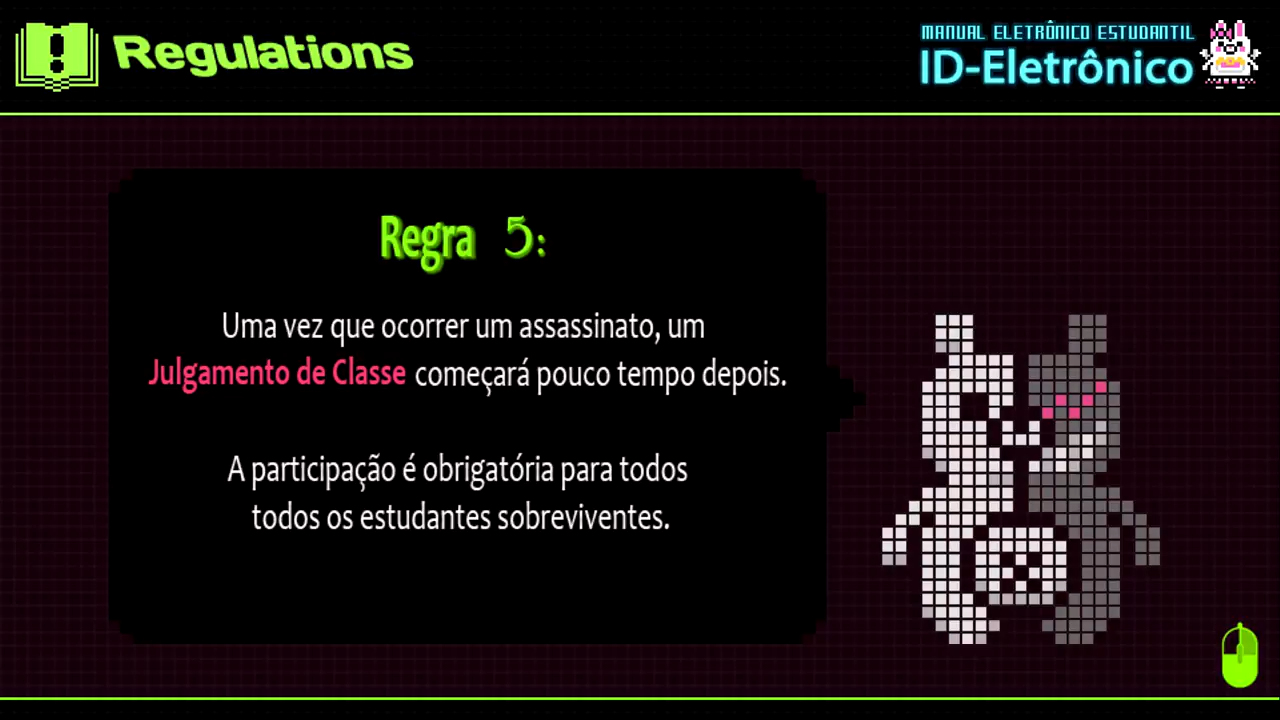 Regulations
MANUAL ELETRÔNICO ESTUDANTIL
ID-Eletrônico
Regra 5:
Uma vez que ocorrer um assassinato, um
Julgamento de Classe começará pouco tempo depois.
A participação é obrigatória para todos
todos os estudantes sobreviventes.